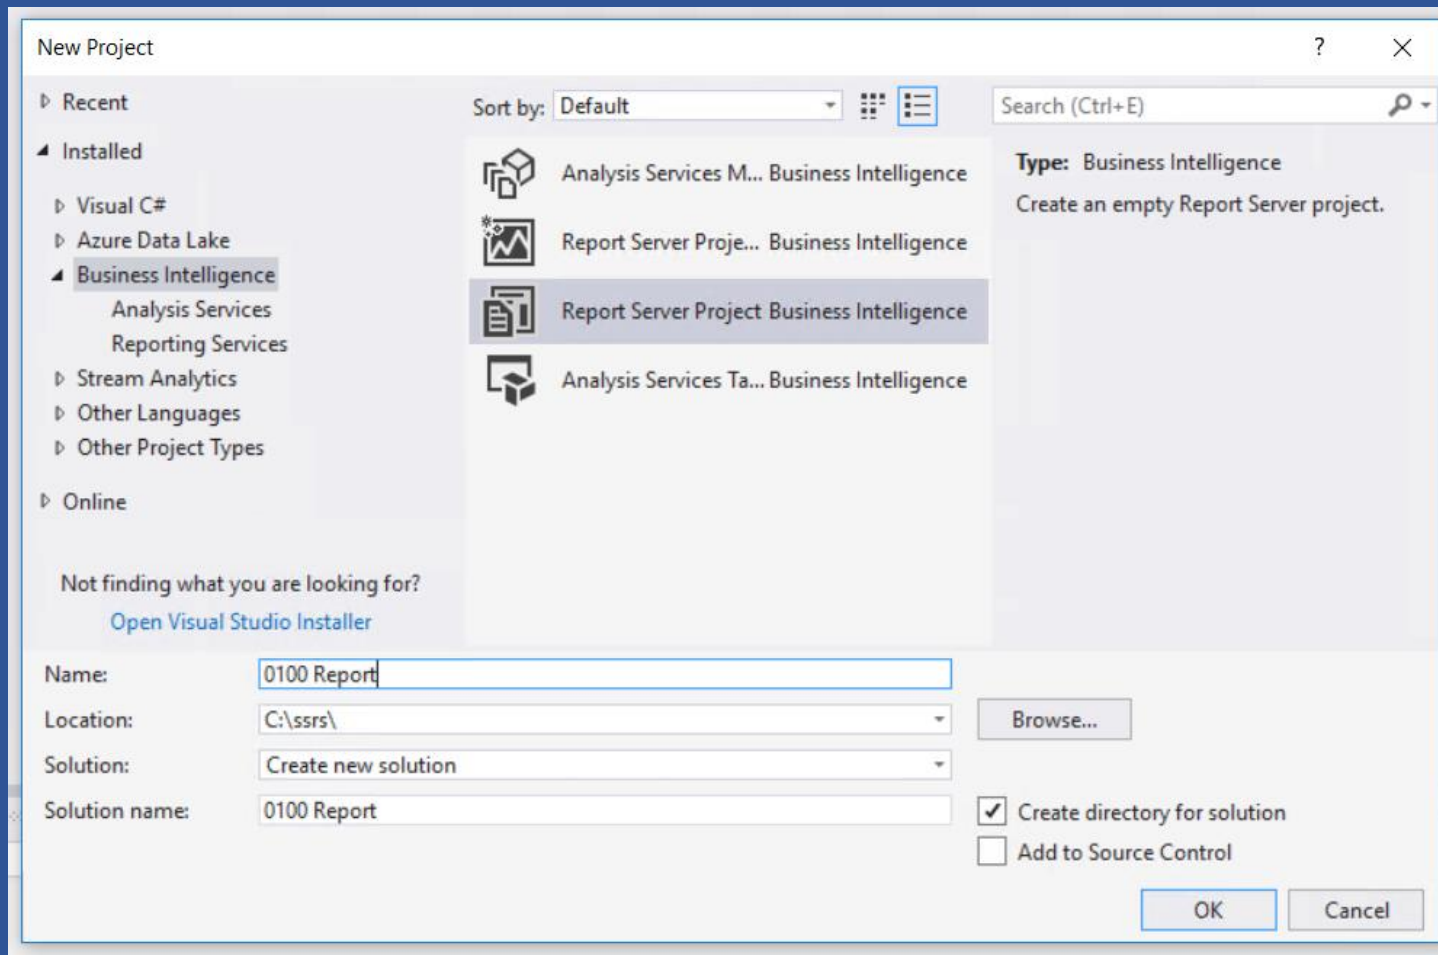 New Project
?
Recent
Installed
Visual C#
Azure Data Lake
Business Intelligence
Analysis Services
Reporting Services
Stream Analytics
Other Languages
Other Project Types
Online
Not finding what you are looking for?
Open Visual Studio Installer
Sort by: Default
Analysis Services M... Business Intelligence
Report Server Proje... Business Intelligence
Report Server Project Business Intelligence
Analysis Services Ta... Business Intelligence
Search (Ctrl+E)
Type: Business Intelligence
Create an empty Report Server project.
Name: 0100 Report
Location: C:\ssrs\
Browse...
Solution: Create new solution
Solution name: 0100 Report
Create directory for solution
Add to Source Control
OK Cancel